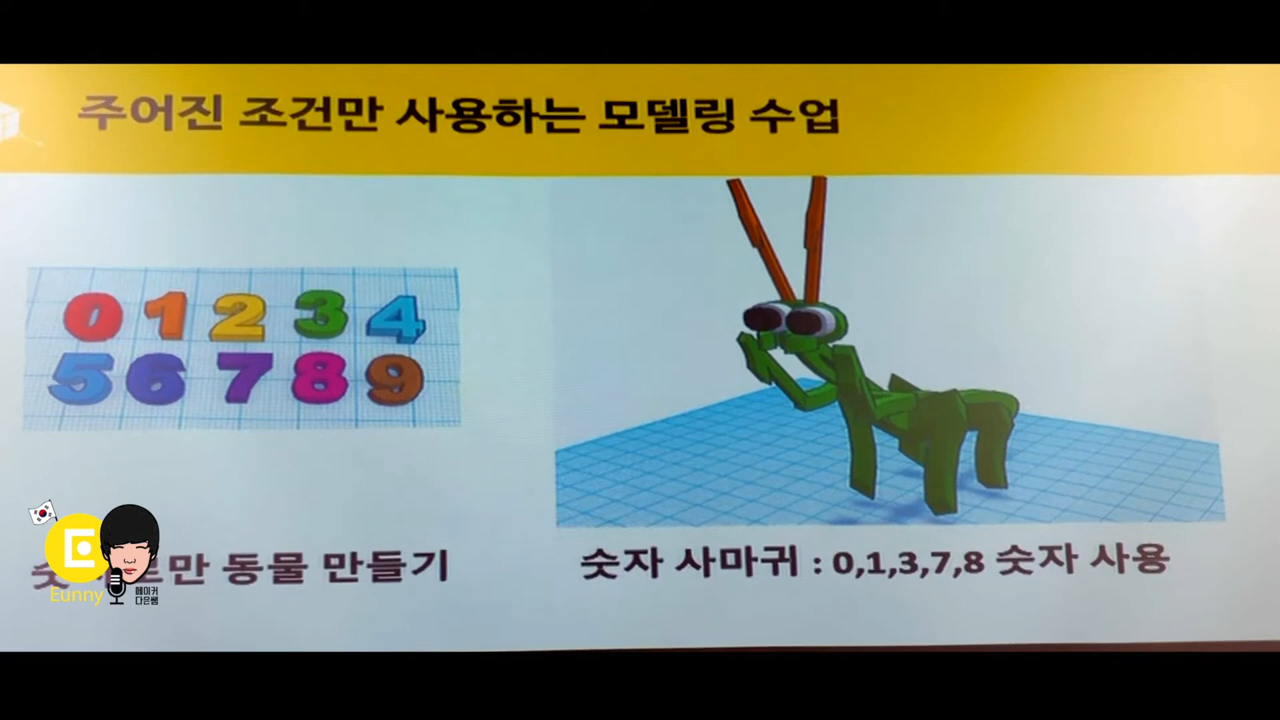 주어진 조건만 사용하는 모델링 수업
0 1 2 3 4
5 6 7 8 9
동물 만들기
숫자 사마귀 : 0,1,3,7,8 숫자 사용
E
Eunny
메이커
다은쌤